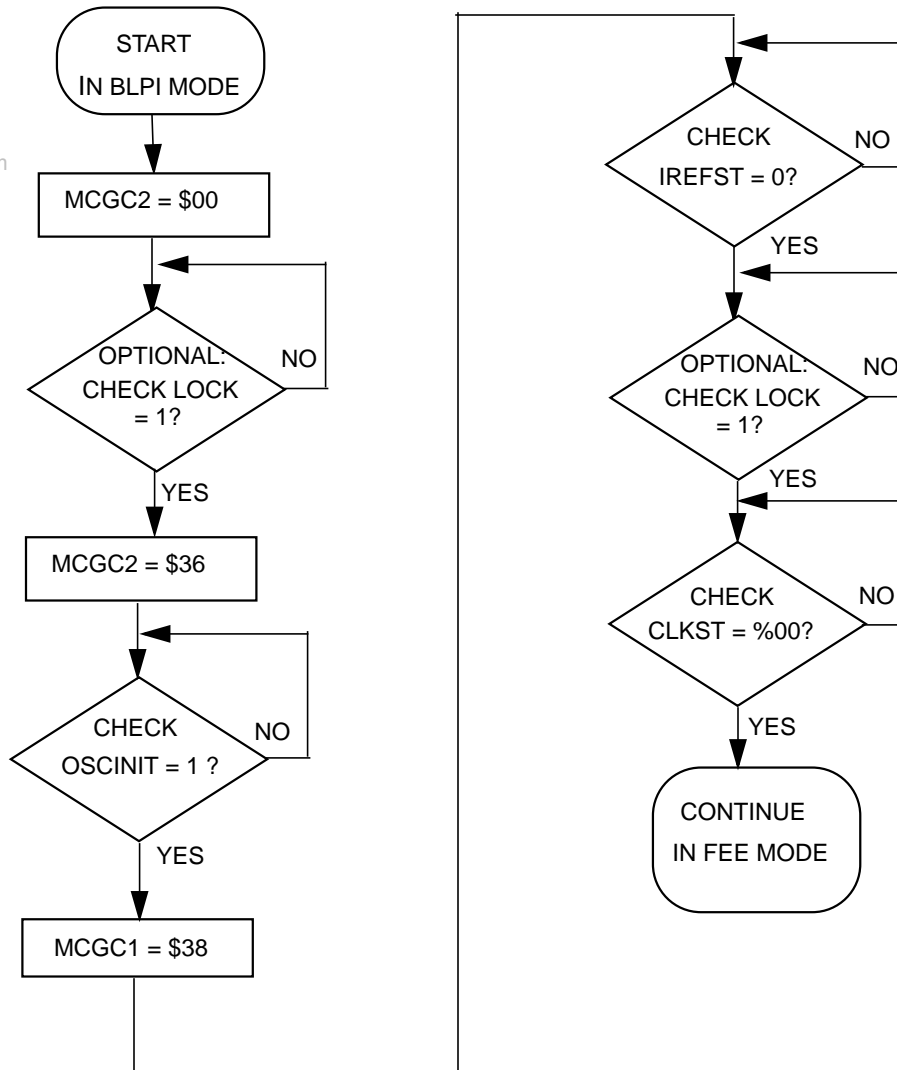 START
IN BLPI MODE
MCGC2 = $00
OPTIONAL:
CHECK LOCK
= 1?
NO
YES
MCGC2 = $36
CHECK
OSCINIT = 1 ?
NO
YES
MCGC1 = $38
CHECK
IREFST = 0?
NO
YES
OPTIONAL:
CHECK LOCK
= 1?
NO
YES
CHECK
CLKST = %00?
NO
YES
CONTINUE
IN FEE MODE